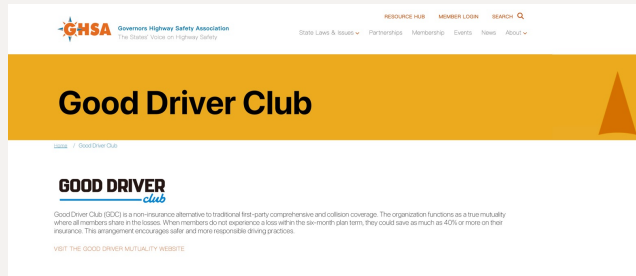 RESOURCE HUB MEMBER LOGIN SEARCH
GHSA
Governors Highway Safety Association
The States' Voice on Highway Safety
State Laws & Issues Partnerships Membership Events News About
Good Driver Club
Home / Good Driver Club
GOOD DRIVER
club
Good Driver Club (GDC) is a non-insurance alternative to traditional first-party comprehensive and collision coverage. The organization functions as a true mutuality
where all members share in the losses. When members do not experience a loss within the six-month plan term, they could save as much as 40% or more on their
insurance. This arrangement encourages safer and more responsible driving practices.
VISIT THE GOOD DRIVER MUTUALITY WEBSITE